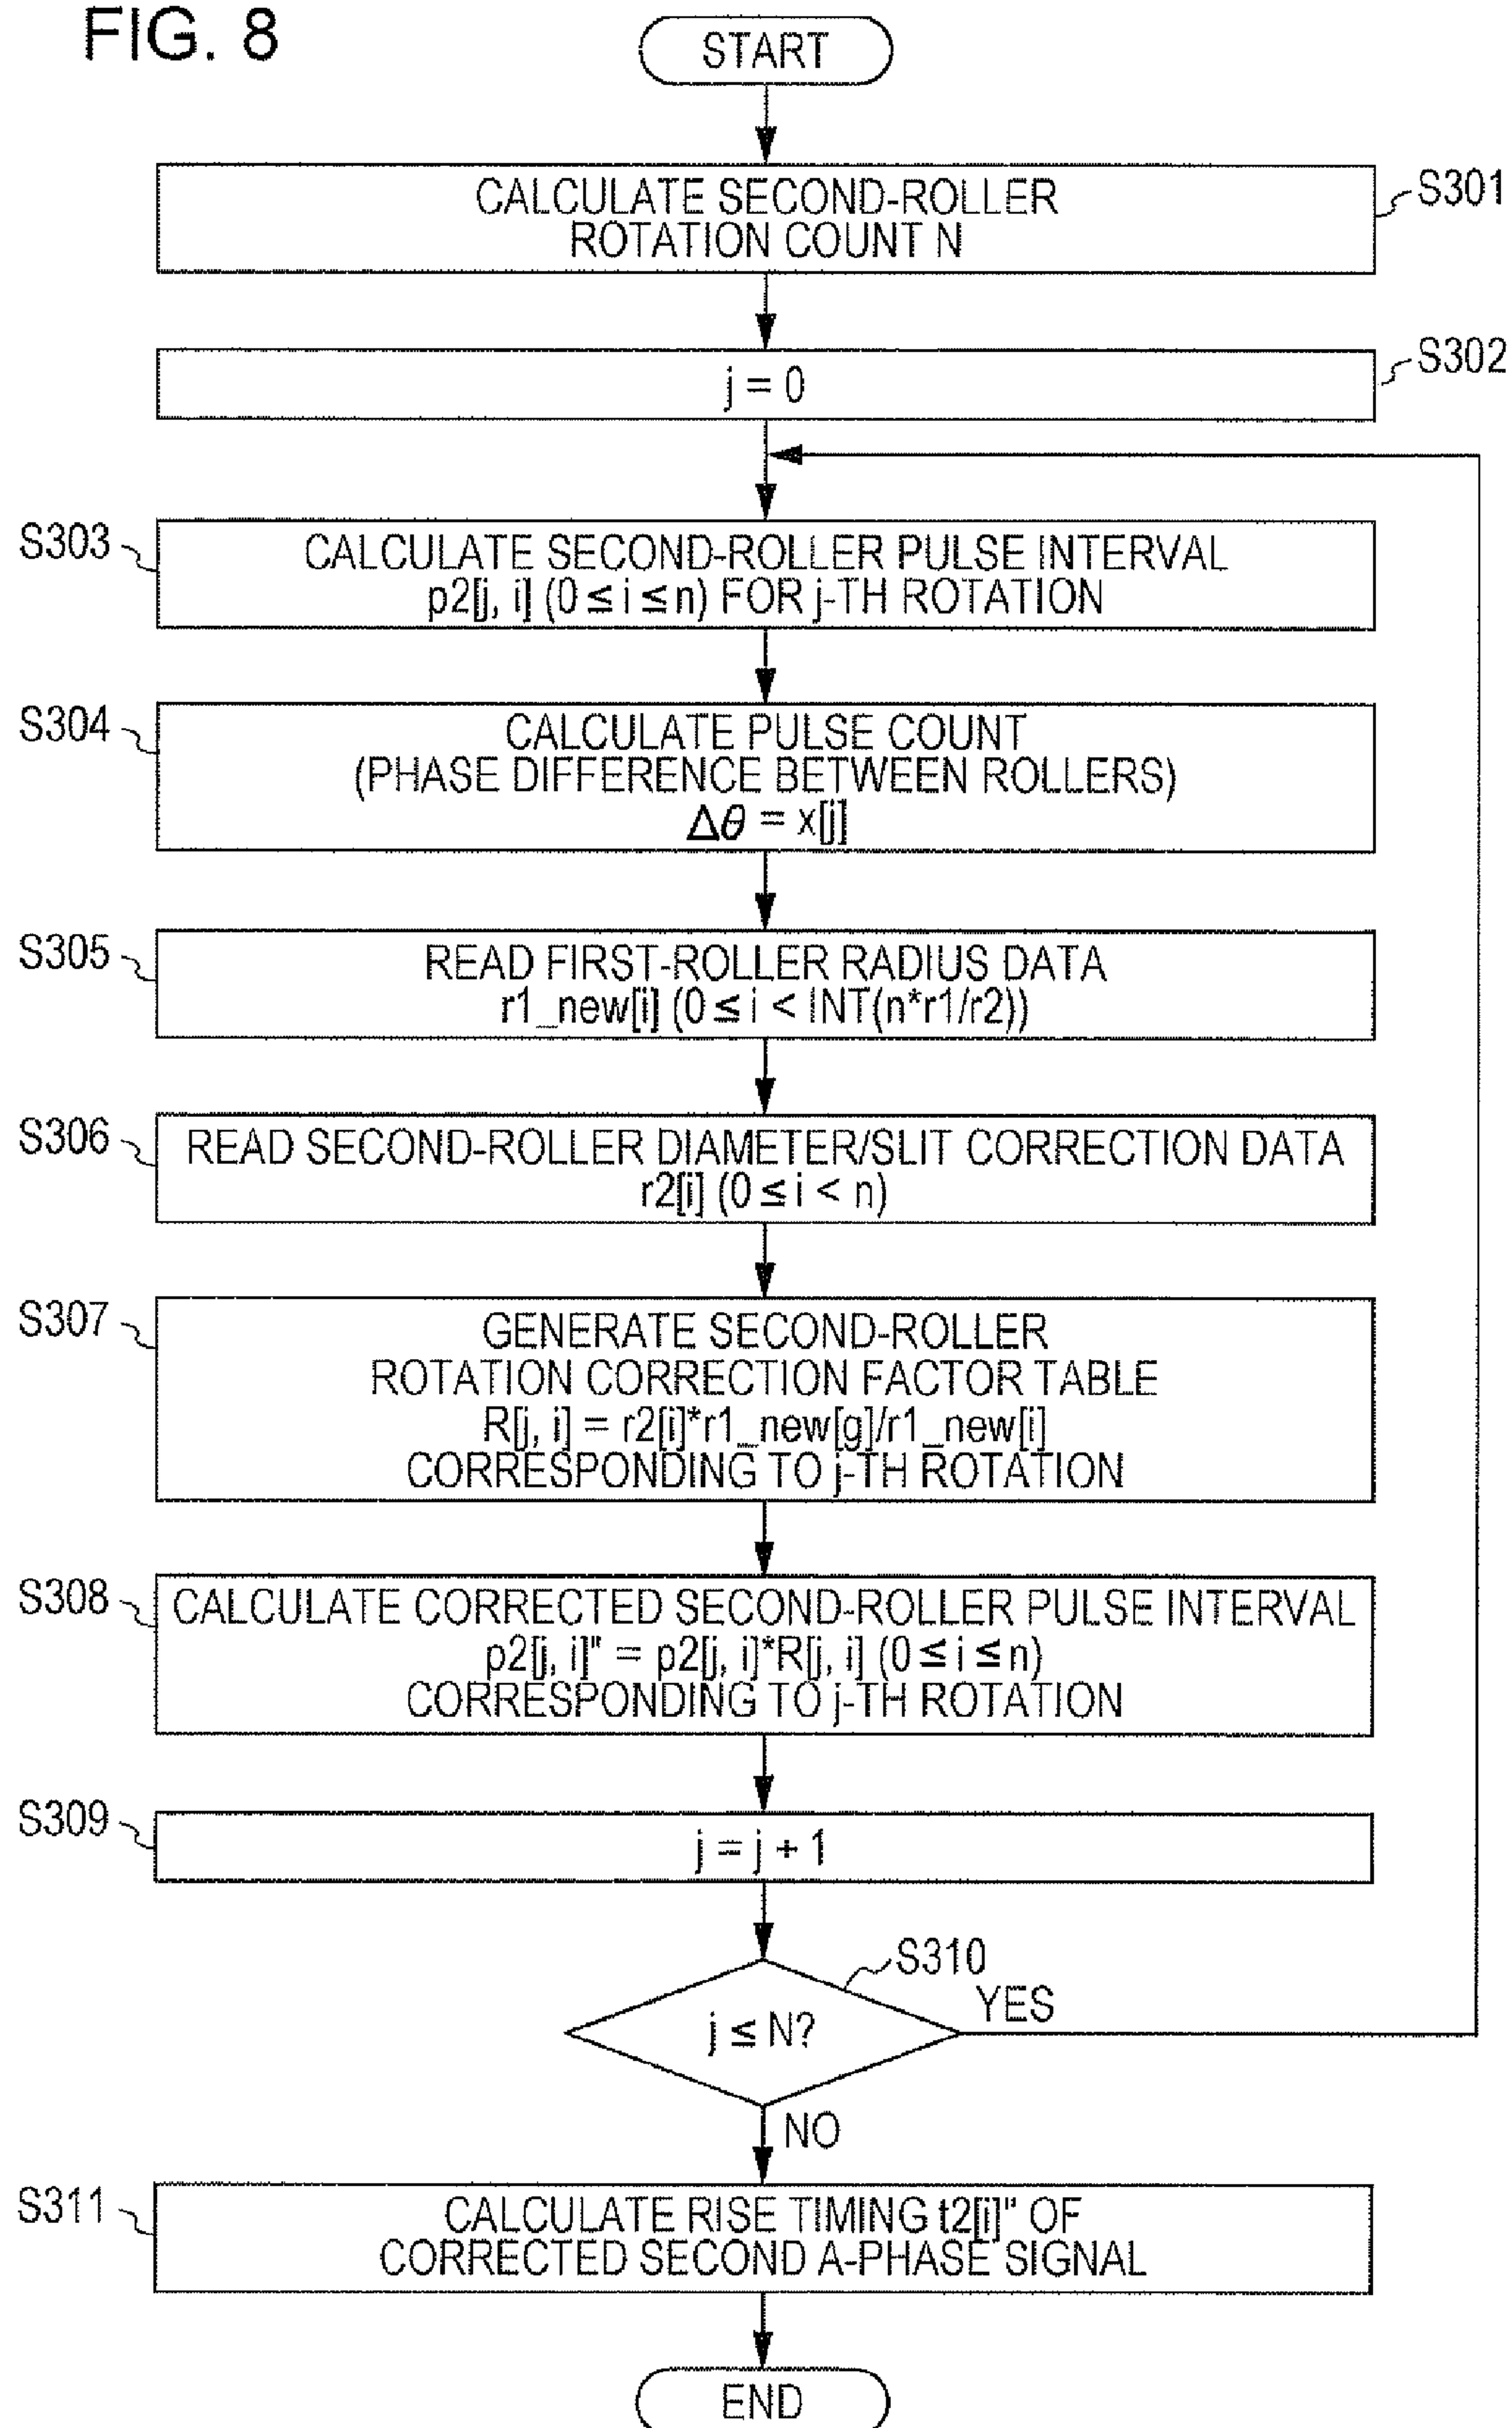 FIG. 8
START
CALCULATE SECOND-ROLLER
ROTATION COUNT N
S301
j = 0
S302
S303
CALCULATE SECOND-ROLLER PULSE INTERVAL
p2[j, i] (0 ≤ i ≤ n) FOR j-TH ROTATION
S304
CALCULATE PULSE COUNT
(PHASE DIFFERENCE BETWEEN ROLLERS)
Δθ = x[j]
S305
READ FIRST-ROLLER RADIUS DATA
r1_new[i] (0 ≤ i < INT(n*r1/r2))
S306
READ SECOND-ROLLER DIAMETER/SLIT CORRECTION DATA
r2[i] (0 ≤ i < n)
S307
GENERATE SECOND-ROLLER
ROTATION CORRECTION FACTOR TABLE
R[j, i] = r2[i]*r1_new[g]/r1_new[i]
CORRESPONDING TO j-TH ROTATION
S308
CALCULATE CORRECTED SECOND-ROLLER PULSE INTERVAL
p2[j, i]" = p2[j, i]*R[j, i] (0 ≤ i ≤ n)
CORRESPONDING TO j-TH ROTATION
S309
j = j + 1
S310
j ≤ N?
YES
NO
S311
CALCULATE RISE TIMING t2[i]" OF
CORRECTED SECOND A-PHASE SIGNAL
END